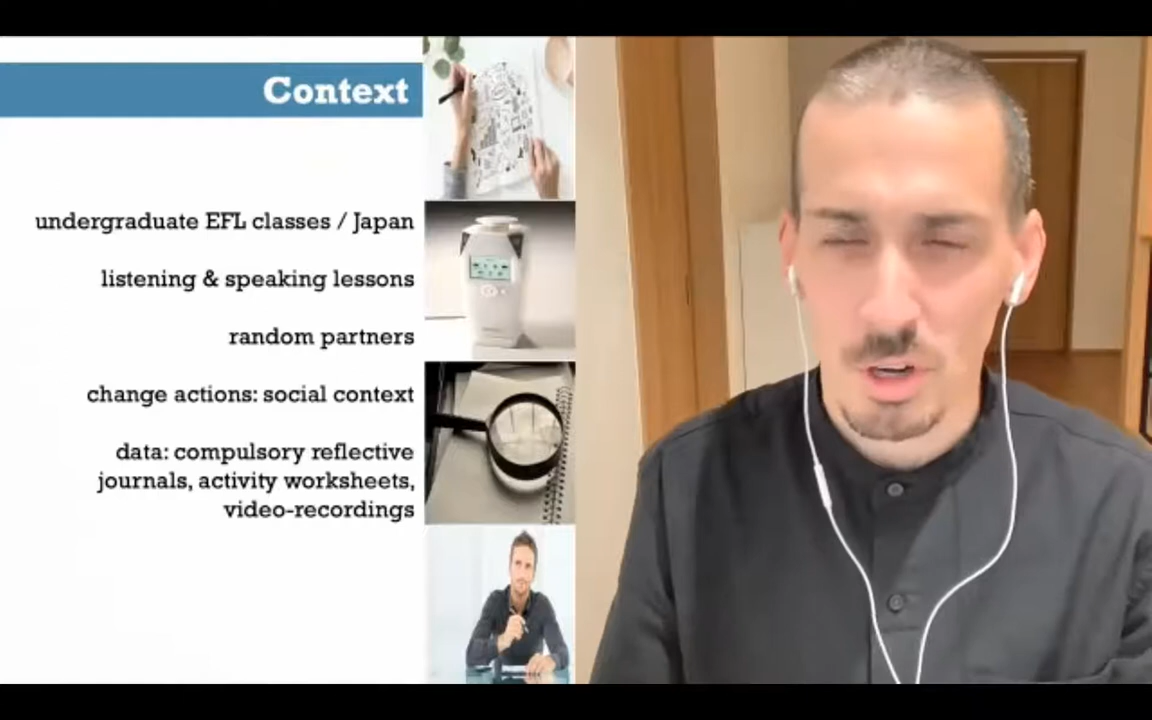 Context
undergraduate EFL classes / Japan
listening & speaking lessons
random partners
change actions: social context
data: compulsory reflective
journals, activity worksheets,
video-recordings